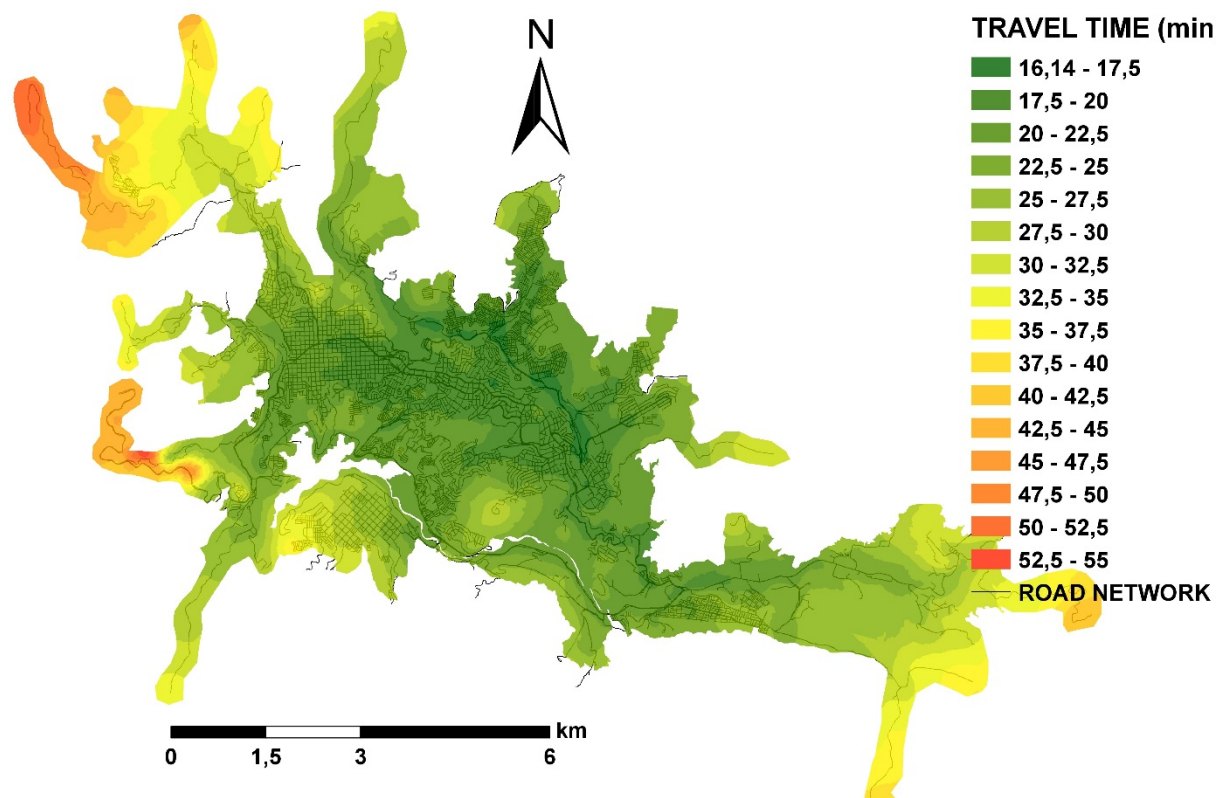 N
TRAVEL TIME (min
16,14 - 17,5
17,5 - 20
20 - 22,5
22,5 - 25
25 - 27,5
27,5 - 30
30 - 32,5
32,5 - 35
35 - 37,5
37,5 - 40
40 - 42,5
42,5 - 45
45 - 47,5
47,5 - 50
50 - 52,5
52,5 - 55
ROAD NETWORK
km
0 1,5 3 6